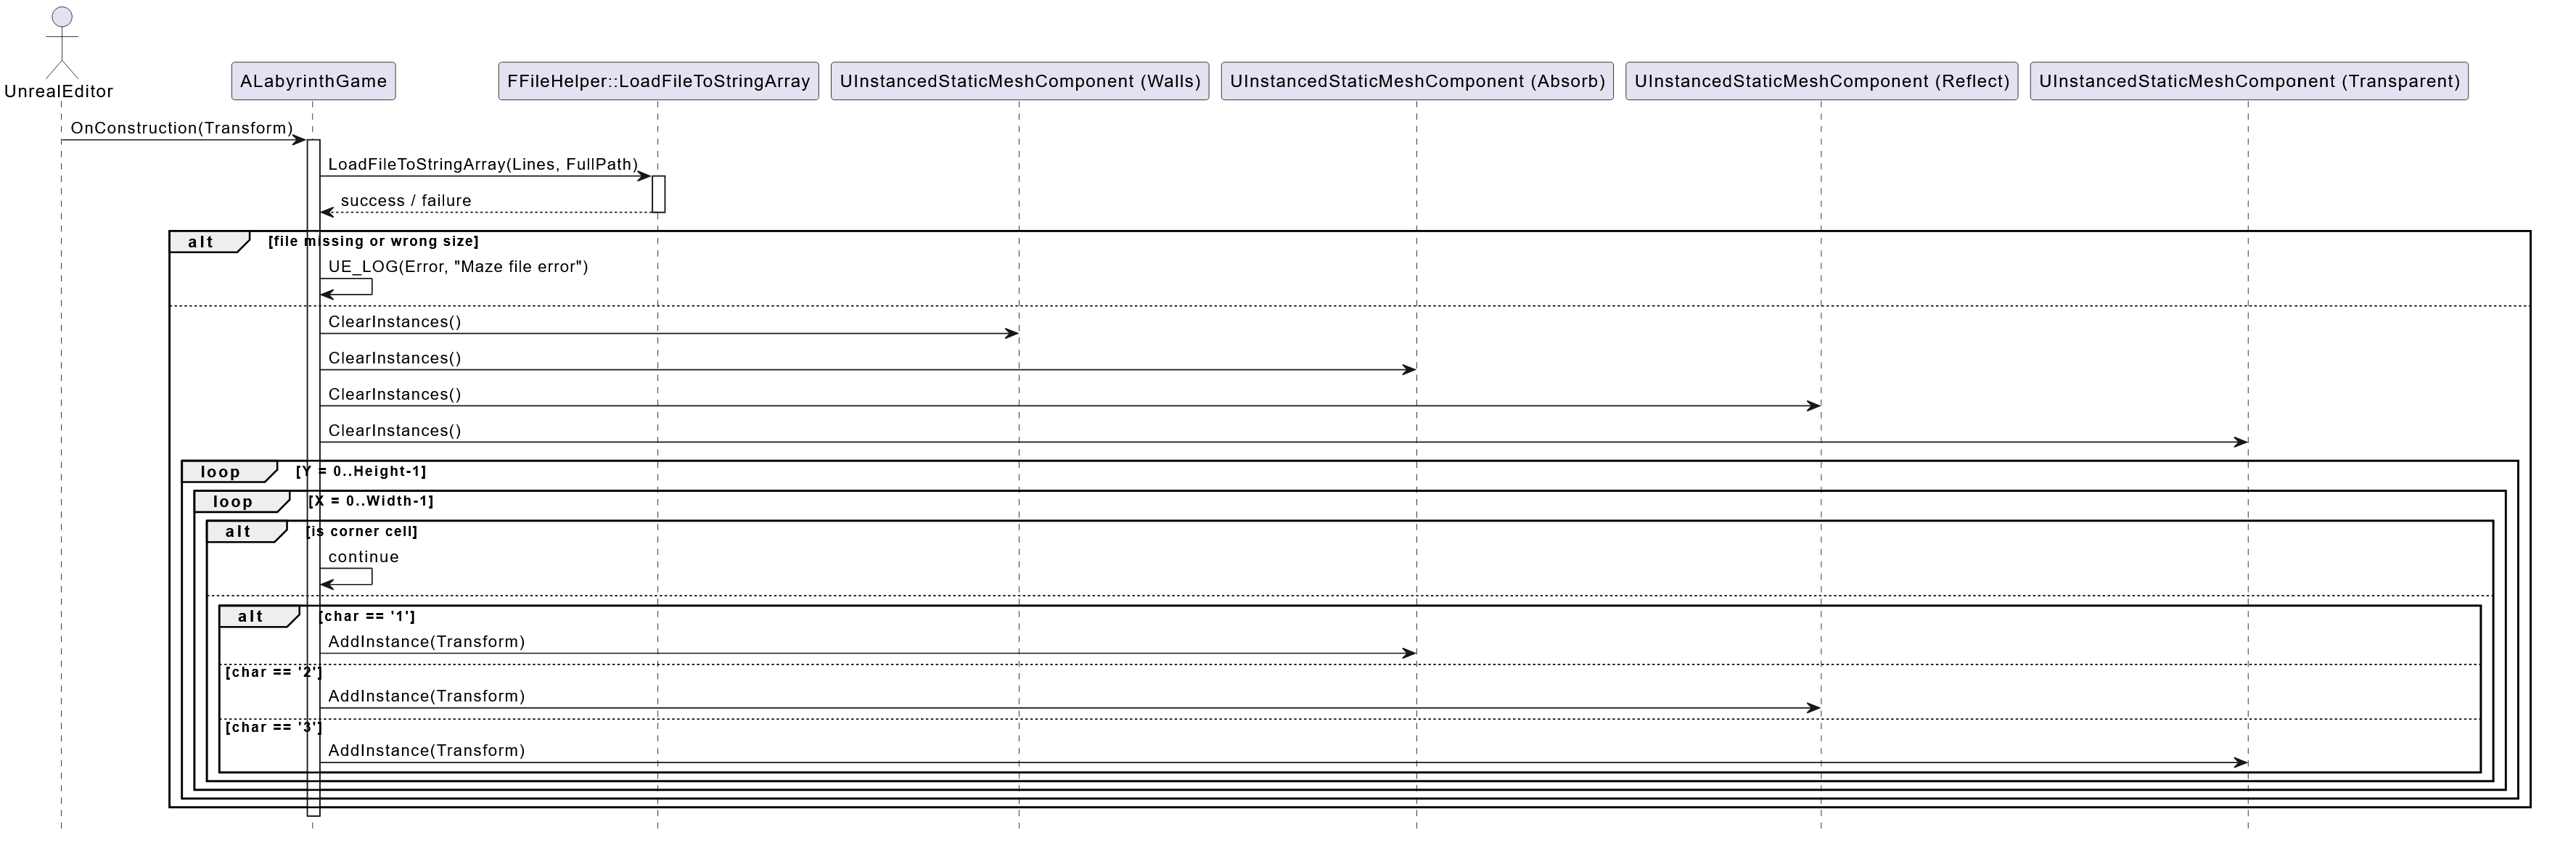 UnrealEditor
ALabyrinthGame
FFileHelper::LoadFileToStringArray
UInstancedStaticMeshComponent (Walls)
UInstancedStaticMeshComponent (Absorb)
UInstancedStaticMeshComponent (Reflect)
UInstancedStaticMeshComponent (Transparent)
OnConstruction(Transform)
LoadFileToStringArray(Lines, FullPath)
success / failure
alt [file missing or wrong size]
UE_LOG(Error, "Maze file error")
ClearInstances()
ClearInstances()
ClearInstances()
ClearInstances()
loop [Y = 0..Height-1]
loop [X = 0..Width-1]
alt [is corner cell]
continue
alt [char == '1']
AddInstance(Transform)
[char == '2']
AddInstance(Transform)
[char == '3']
AddInstance(Transform)